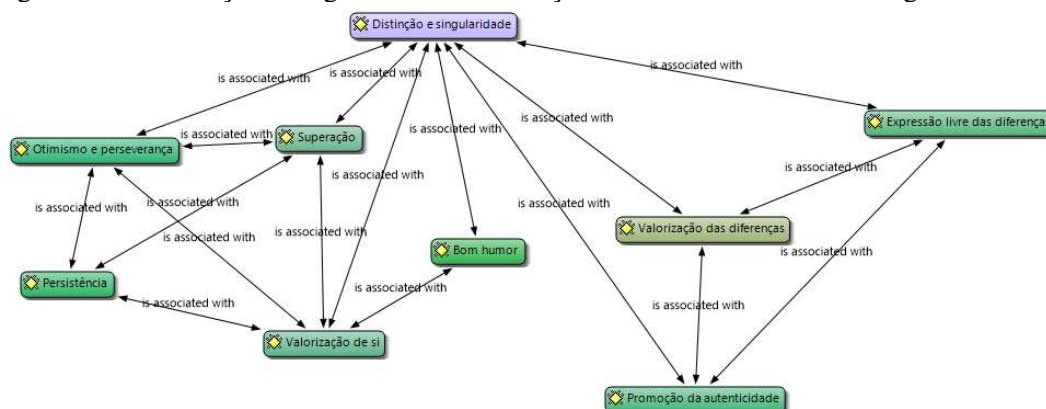 Distinção e singularidade
is associated with
is associated with
is associated with
Expressão livre das diferenças
is associated with
Superação
is associated with
Otimismo e perseverança
is associated with
is associated with
is associated with
is associated with
is associated with
is associated with
Valorização das diferenças
is associated with
is associated with
Bom humor
is associated with
Persistência
is associated with
is associated with
is associated with
Valorização de si
Promoção da autenticidade